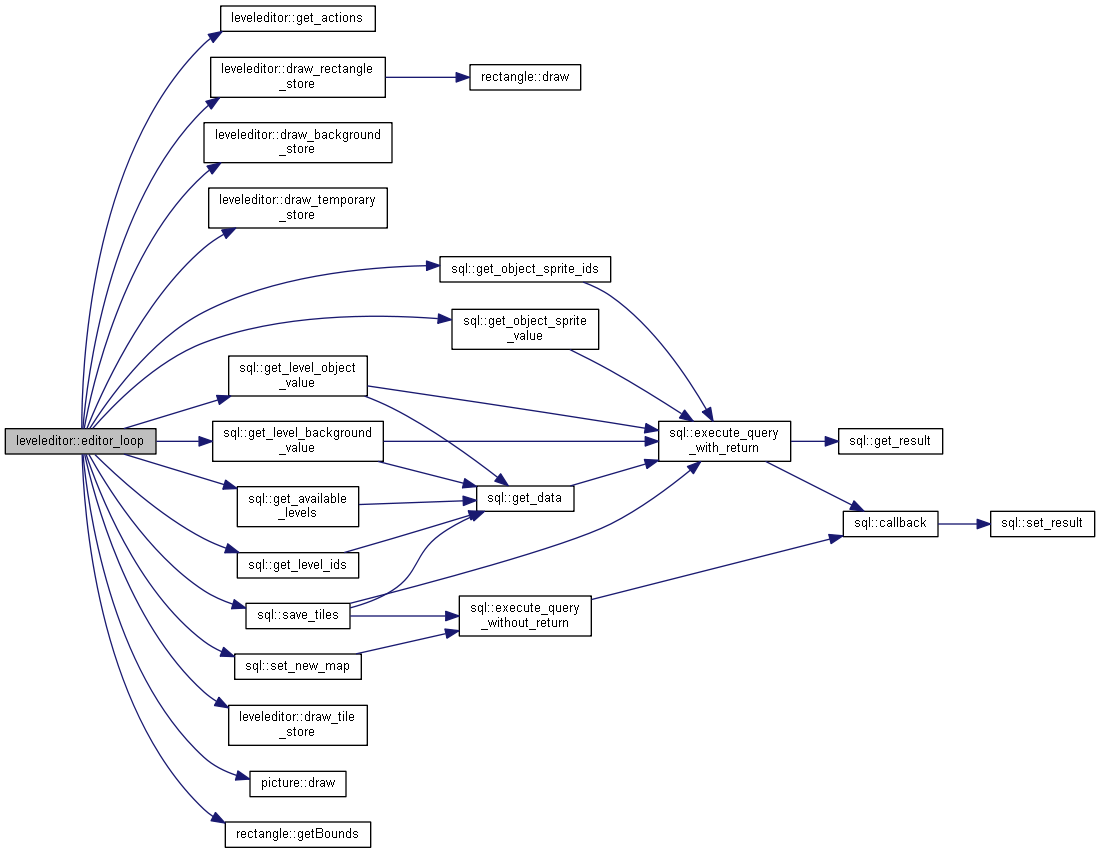 leveleditor::get_actions
leveleditor::draw_rectangle
_store
rectangle::draw
leveleditor::draw_background
_store
leveleditor::draw_temporary
_store
sql::get_object_sprite_ids
sql::get_object_sprite
_value
sql::get_level_object
_value
leveleditor::editor_loop
sql::get_level_background
_value
sql::execute_query
_with_return
sql::get_result
sql::get_available
_levels
sql::get_data
sql::callback
sql::set_result
sql::get_level_ids
sql::save_tiles
sql::execute_query
_without_return
sql::set_new_map
leveleditor::draw_tile
_store
picture::draw
rectangle::getBounds